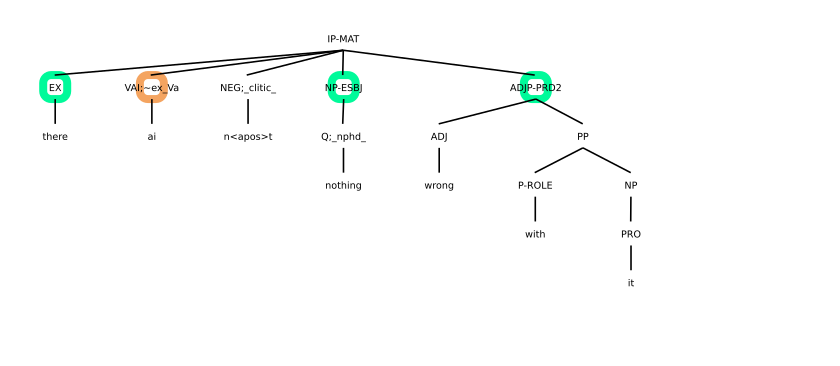 IP-MAT
EX VAI;~ex_Va NEG;_clitic_ NP-ESBJ ADJP-PRD2
there ai n<apos>t Q;_nphd_ ADJ PP
nothing wrong P-ROLE NP
with PRO
it